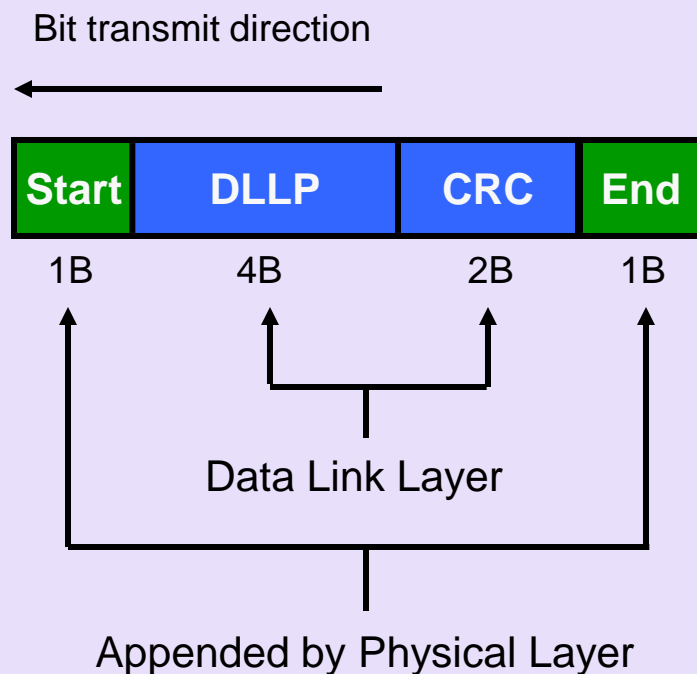 Bit transmit direction
Start DLLP CRC End
1B 4B 2B 1B
Data Link Layer
Appended by Physical Layer